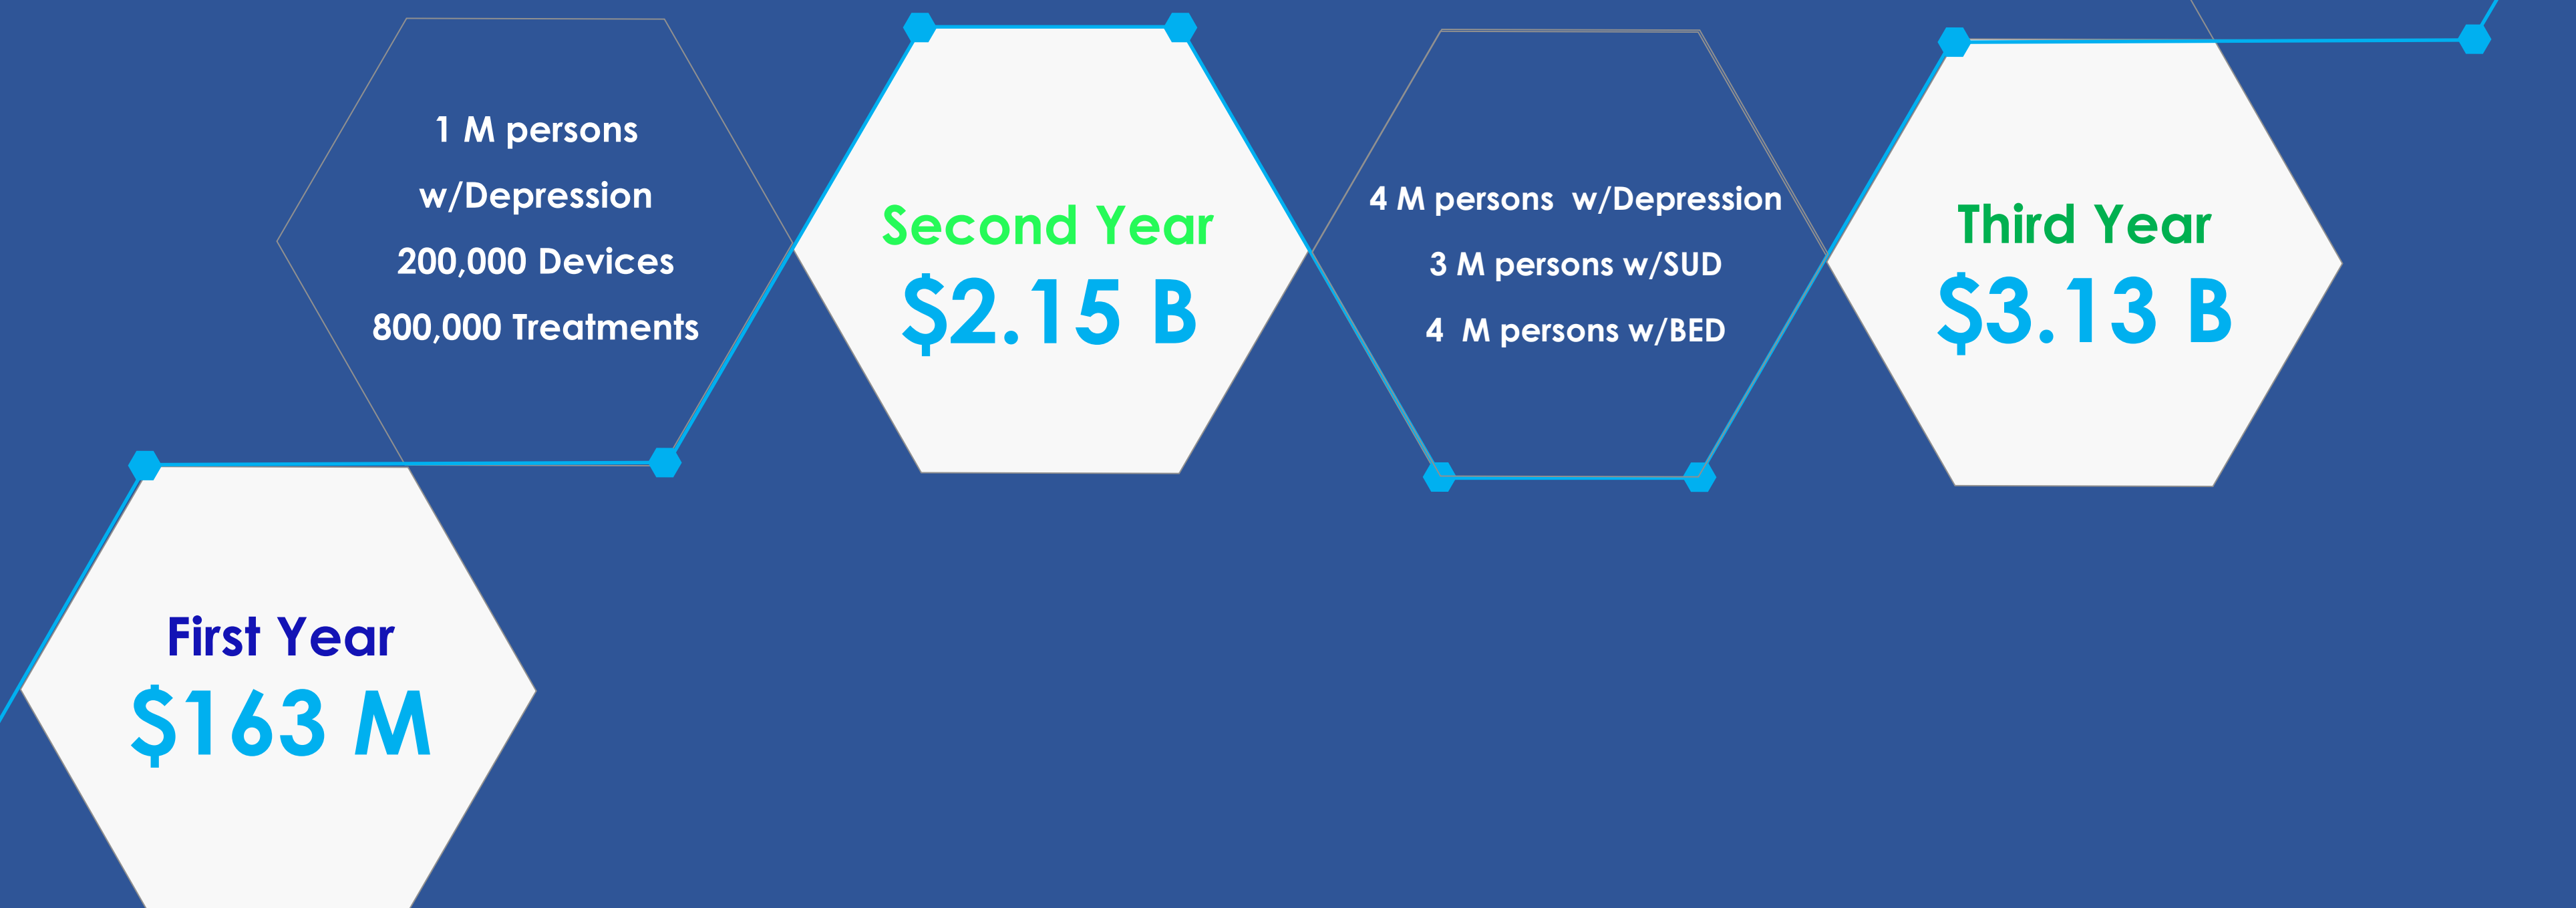 1 M persons
w/Depression
200,000 Devices
800,000 Treatments
Second Year
$2.15 B
4 M persons  w/Depression
3 M persons w/SUD
4  M persons w/BED
Third Year
$3.13 B
First Year
$163 M